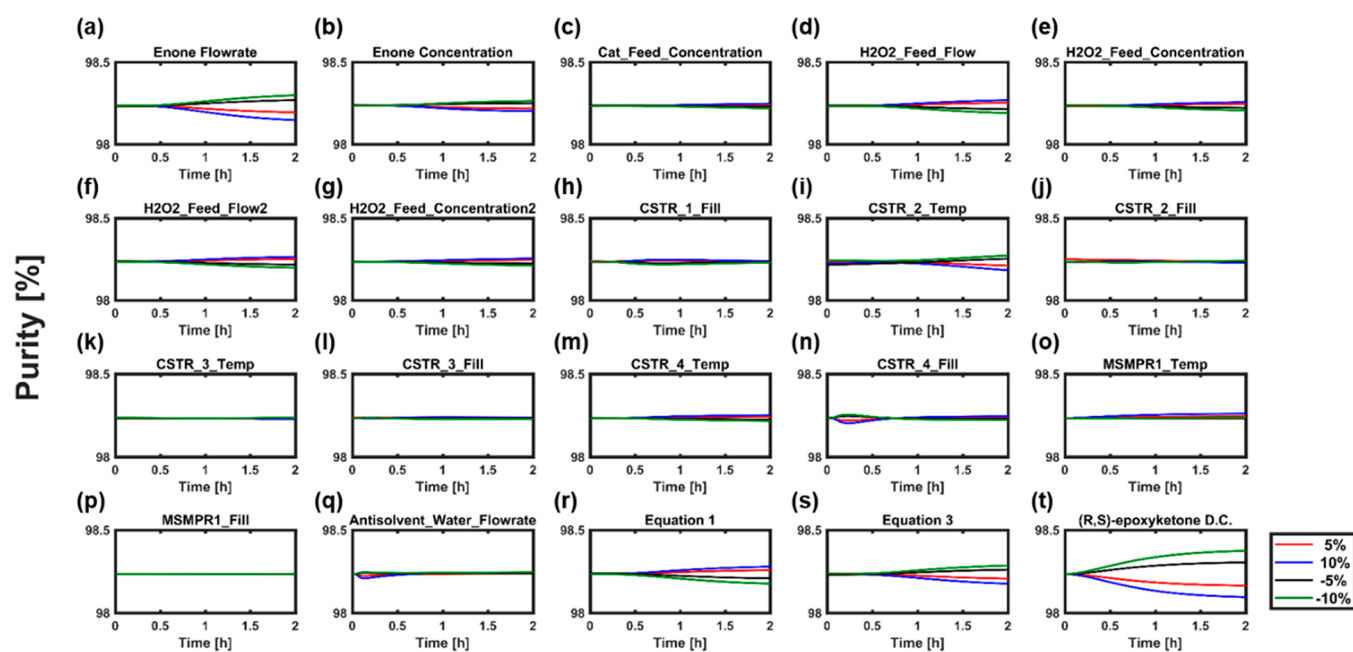 (a) (b) (c) (d) (e)
Enone Flowrate Enone Concentration Cat_Feed_Concentration H2O2_Feed_Flow H2O2_Feed_Concentration
98.5 98.5 98.5 98.5 98.5
98 98 98 98 98
0 0.5 1 1.5 2 0 0.5 1 1.5 2 0 0.5 1 1.5 2 0 0.5 1 1.5 2 0 0.5 1 1.5 2
Time [h] Time [h] Time [h] Time [h] Time [h]
(f) (g) (h) (i) (j)
H2O2_Feed_Flow2 H2O2_Feed_Concentration2 CSTR_1_Fill CSTR_2_Temp CSTR_2_Fill
98.5 98.5 98.5 98.5 98.5
98 98 98 98 98
0 0.5 1 1.5 2 0 0.5 1 1.5 2 0 0.5 1 1.5 2 0 0.5 1 1.5 2 0 0.5 1 1.5 2
Time [h] Time [h] Time [h] Time [h] Time [h]
Purity [%]
(k) (l) (m) (n) (o)
CSTR_3_Temp CSTR_3_Fill CSTR_4_Temp CSTR_4_Fill MSMPR1_Temp
98.5 98.5 98.5 98.5 98.5
98 98 98 98 98
0 0.5 1 1.5 2 0 0.5 1 1.5 2 0 0.5 1 1.5 2 0 0.5 1 1.5 2 0 0.5 1 1.5 2
Time [h] Time [h] Time [h] Time [h] Time [h]
(p) (q) (r) (s) (t)
MSMPR1_Fill Antisolvent_Water_Flowrate Equation 1 Equation 3 (R,S)-epoxyketone D.C.
98.5 98.5 98.5 98.5 98.5
98 98 98 98 98
0 0.5 1 1.5 2 0 0.5 1 1.5 2 0 0.5 1 1.5 2 0 0.5 1 1.5 2 0 0.5 1 1.5 2
Time [h] Time [h] Time [h] Time [h] Time [h]
5%
10%
-5%
-10%